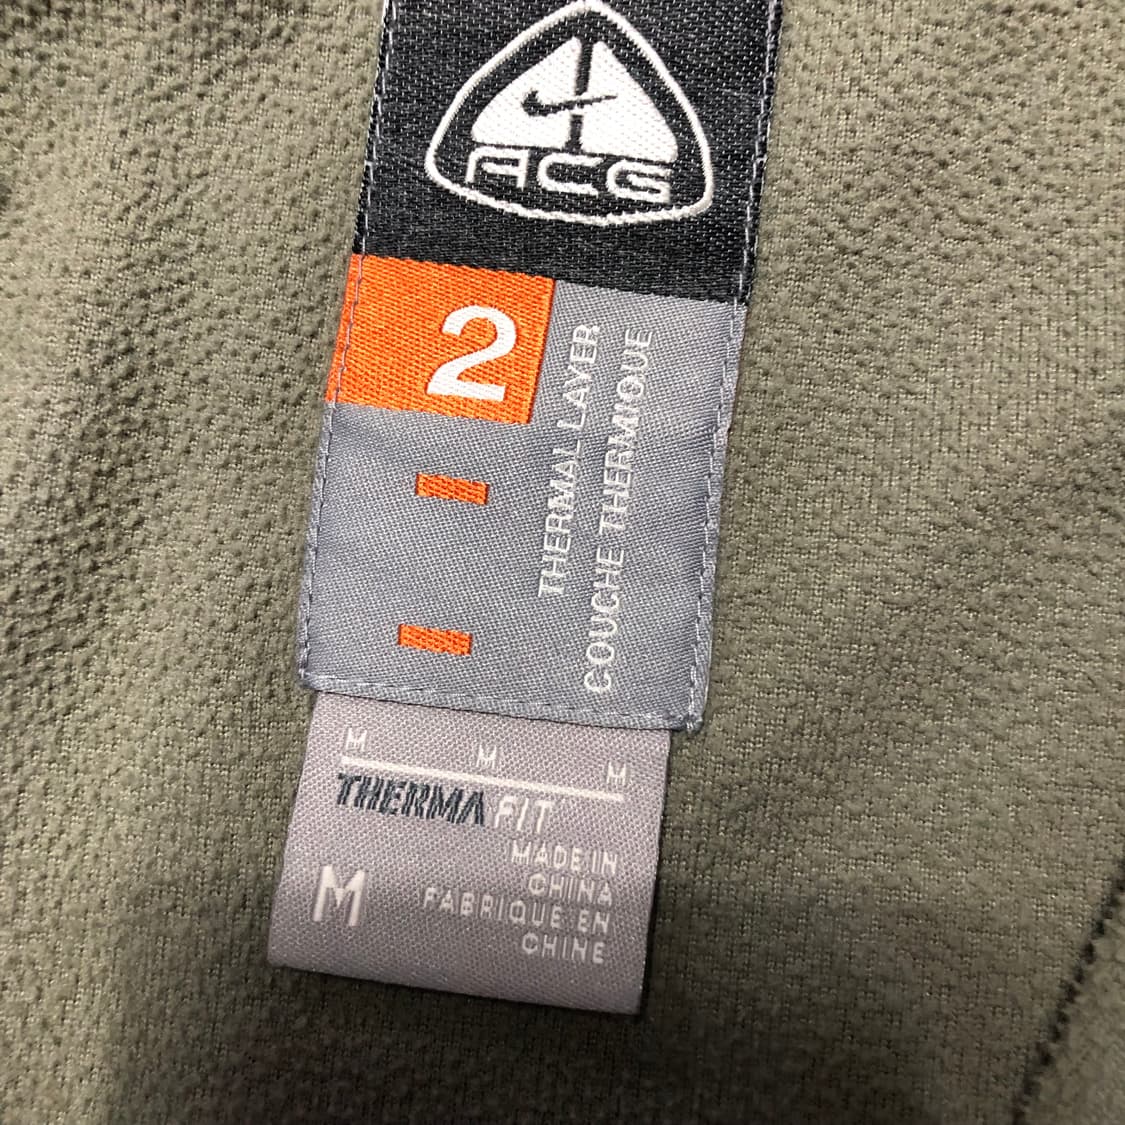 ACG
2
THERMAL LAYER
COUCHE THERMIQUE
M M M
THERMA FIT
M
MADE IN
CHINA
FABRIQUE EN
CHINE